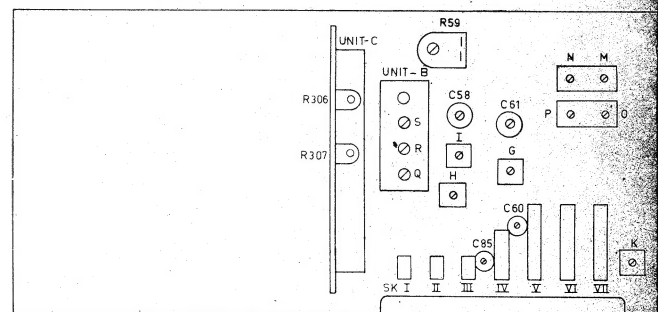 R59
UNIT-C
UNIT-B
N M
R306
C58
C61
P O
S
R307
R
I
G
Q
H
C60
K
C85
SK I II III IV V VI VII